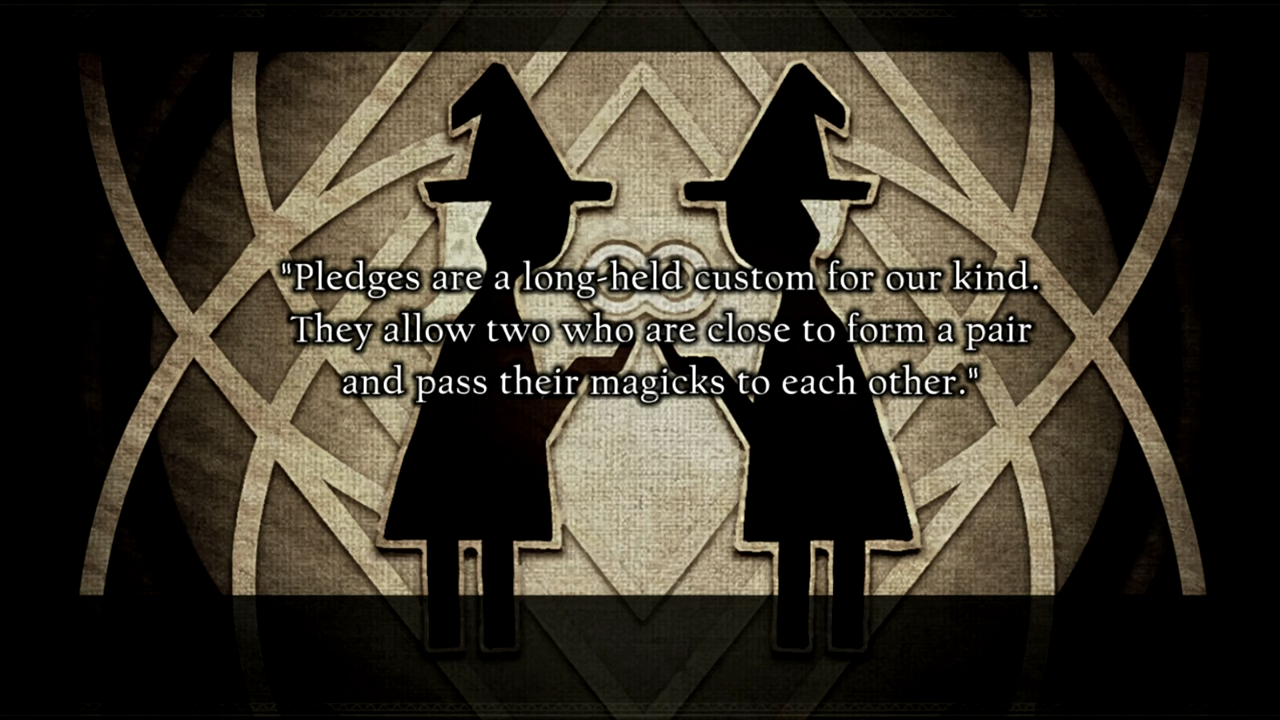 "Pledges are a long-held custom for our kind.
They allow two who are close to form a pair
and pass their magicks to each other."